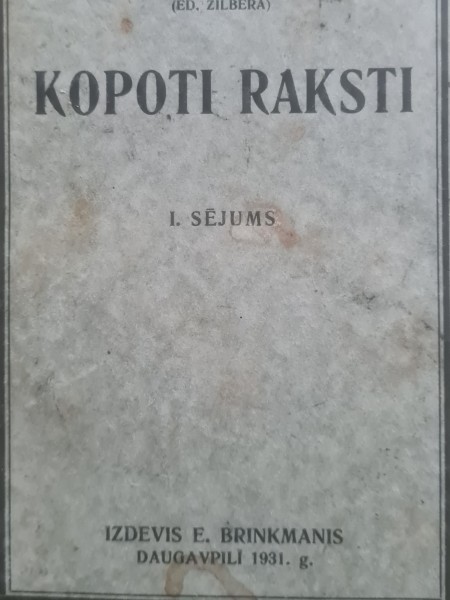 (ED. ZILBERA)
KOPOTI RAKSTI
I. SĒJUMS
IZDEVIS E. BRINKMANIS
DAUGAVPILĪ 1931. g.